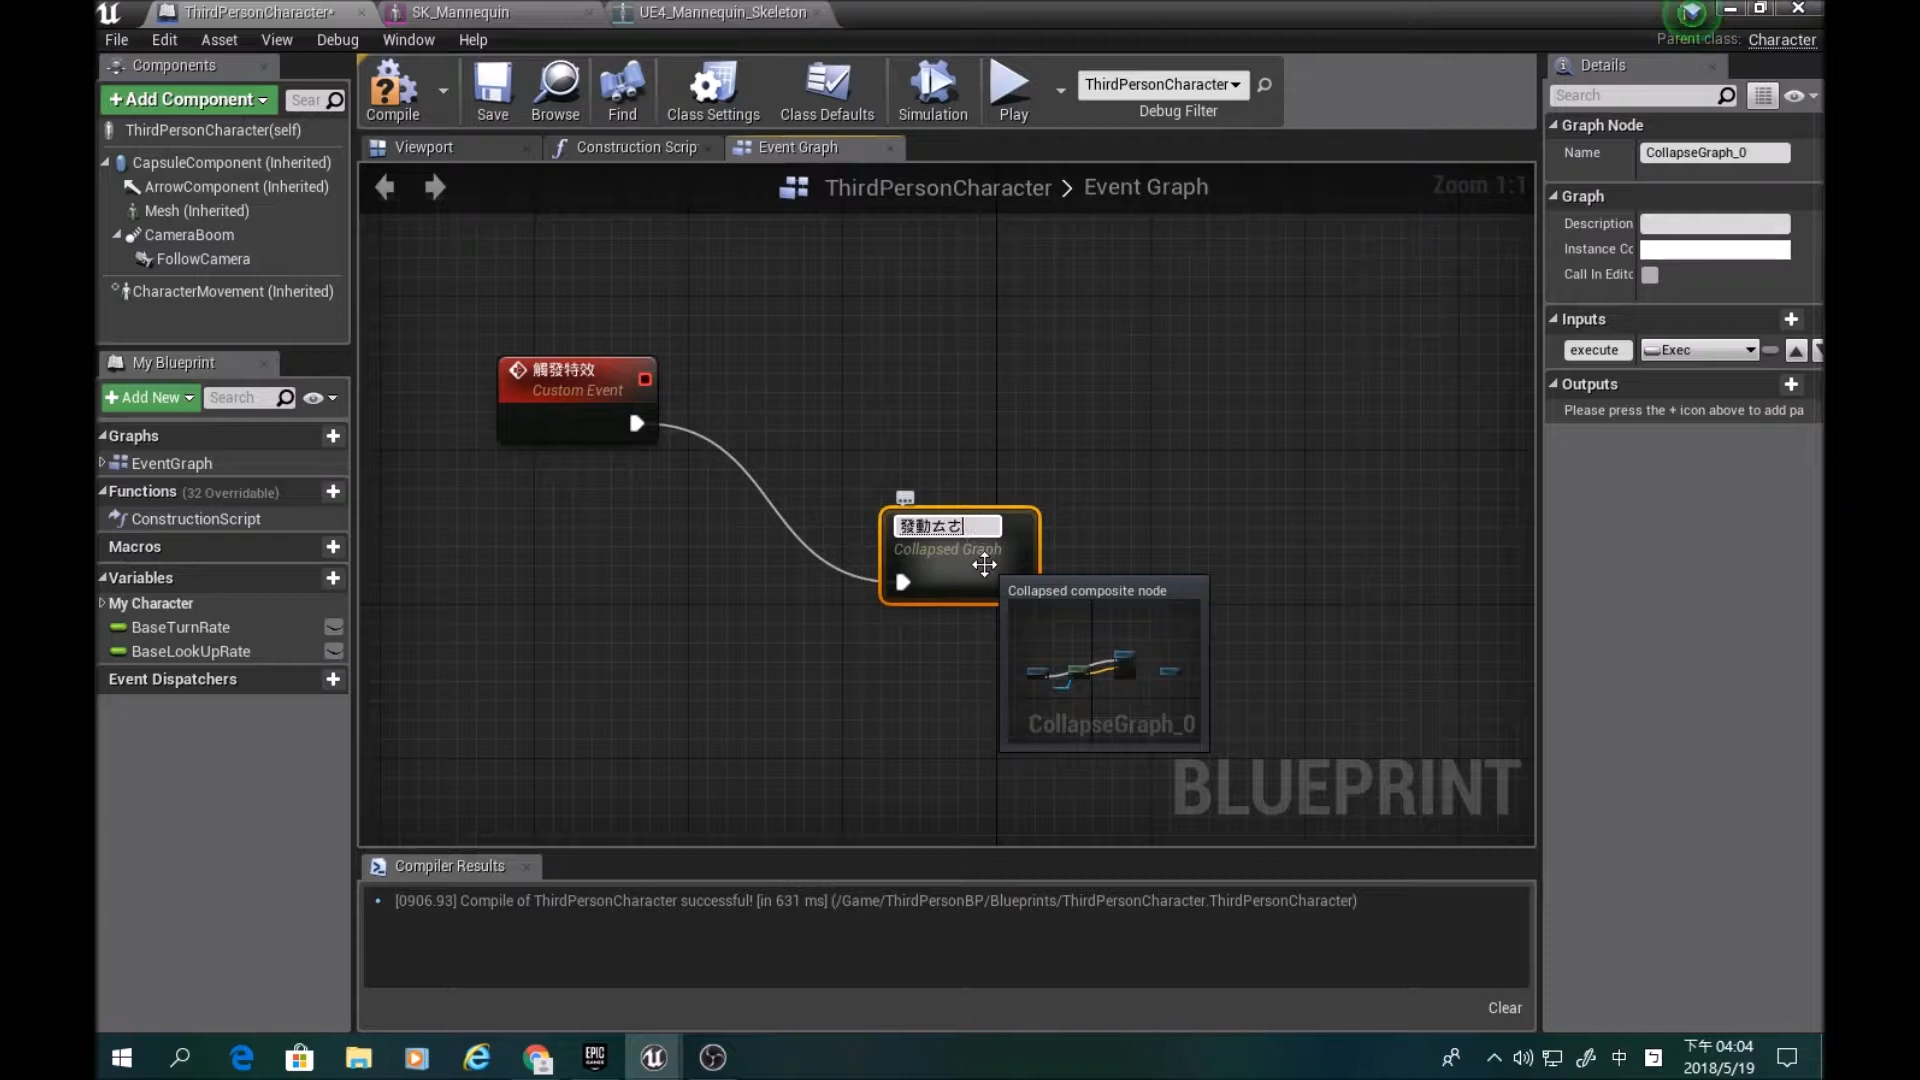 ThirdPersonCharacter*
SK_Mannequin
UE4_Mannequin_Skeleton
File Edit Asset View Debug Window Help
Parent class: Character
Components
+Add Component
Sear
ThirdPersonCharacter(self)
CapsuleComponent (Inherited)
ArrowComponent (Inherited)
Mesh (Inherited)
CameraBoom
FollowCamera
CharacterMovement (Inherited)
My Blueprint
+Add New
Search
Graphs
EventGraph
Functions (32 Overridable)
ConstructionScript
Macros
Variables
My Character
BaseTurnRate
BaseLookUpRate
Event Dispatchers
Compile
Save
Browse
Find
Class Settings
Class Defaults
Simulation
Play
ThirdPersonCharacter
Debug Filter
Viewport
Construction Scrip
Event Graph
ThirdPersonCharacter > Event Graph
Zoom 1:1
觸發特效
Custom Event
發動ㄊㄜ
Collapsed Graph
Collapsed composite node
CollapseGraph_0
BLUEPRINT
Compiler Results
[0906.93] Compile of ThirdPersonCharacter successful! [in 631 ms] (/Game/ThirdPersonBP/Blueprints/ThirdPersonCharacter.ThirdPersonCharacter)
Clear
Details
Search
Graph Node
Name
CollapseGraph_0
Graph
Description
Instance Cc
Call In Editc
Inputs
execute
Exec
Outputs
Please press the + icon above to add pa
EPIC
GAMES
中
ㄅ
下午 04:04
2018/5/19